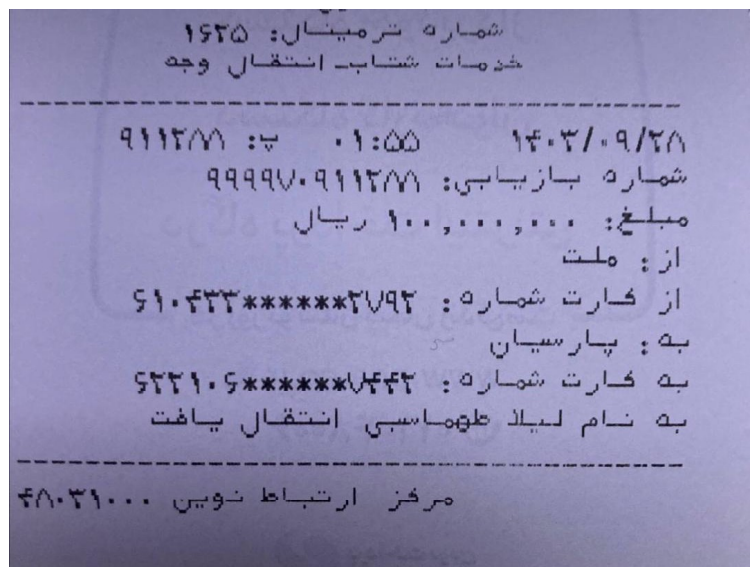 شماره ترمینال: ۱۶۲۵
خدمات شتاب_ انتقال وجه
۱۴۰۳/۰۹/۲۸ ۰۱:۵۵ پ: ۹۱۱۲۸۸
شماره بازیابی: ۹۹۹۹۷۰۹۱۱۲۸۸
مبلغ: ۱۰۰,۰۰۰,۰۰۰ ریال
از: ملت
از کارت شماره: ۶۱۰۴۳۳******۲۷۹۲
به: پارسیان
به کارت شماره: ۶۲۲۱۰۶******۷۴۴۲
به نام لیلا طهماسبی انتقال یافت
مرکز ارتباط نوین ۴۸۰۳۱۰۰۰